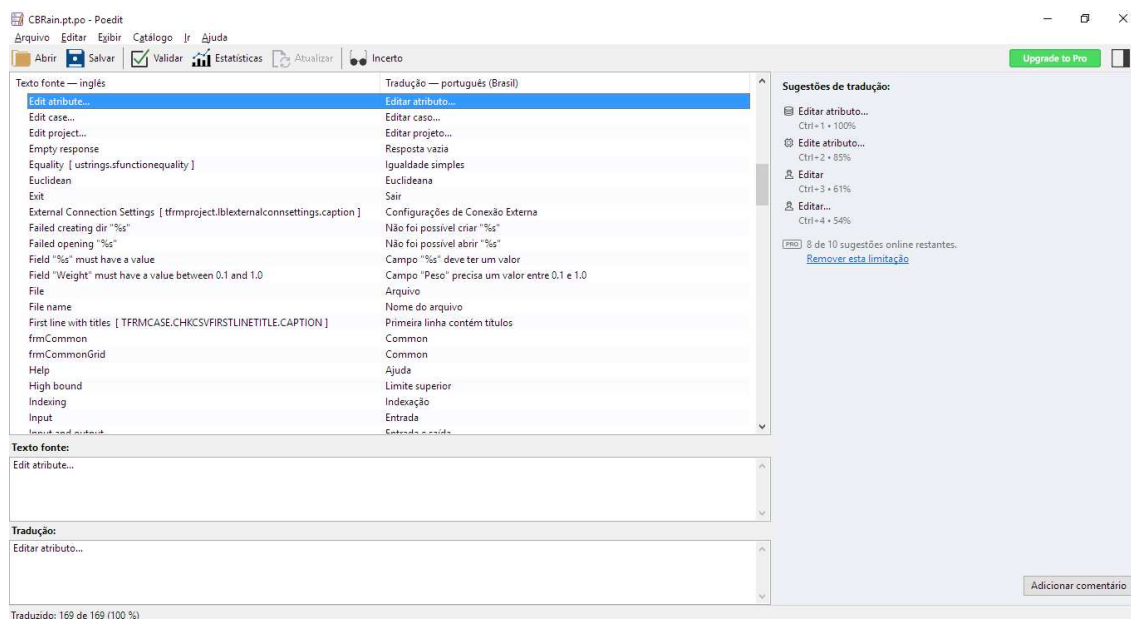 CBRain.pt.po - Poedit
Arquivo Editar Exibir Catálogo Ir Ajuda
Abrir Salvar Validar Estatísticas Atualizar Incerto Upgrade to Pro
Texto fonte — inglês Tradução — português (Brasil)
Edit atribute... Editar atributo...
Edit case... Editar caso...
Edit project... Editar projeto...
Empty response Resposta vazia
Equality [ ustrings.sfunctionequality ] Igualdade simples
Euclidean Euclideana
Exit Sair
External Connection Settings [ tfrmproject.lblexternalconnsettings.caption ] Configurações de Conexão Externa
Failed creating dir "%s" Não foi possível criar "%s"
Failed opening "%s" Não foi possível abrir "%s"
Field "%s" must have a value Campo "%s" deve ter um valor
Field "Weight" must have a value between 0.1 and 1.0 Campo "Peso" precisa um valor entre 0.1 e 1.0
File Arquivo
File name Nome do arquivo
First line with titles [ TFRMCASE.CHKCSVFIRSTLINETITLE.CAPTION ] Primeira linha contém títulos
frmCommon Common
frmCommonGrid Common
Help Ajuda
High bound Limite superior
Indexing Indexação
Input Entrada
Input and output Entrada e saída
Texto fonte:
Edit atribute...
Tradução:
Editar atributo...
Sugestões de tradução:
Editar atributo...
Ctrl+1 • 100%
Edite atributo...
Ctrl+2 • 85%
Editar
Ctrl+3 • 61%
Editar...
Ctrl+4 • 54%
PRO 8 de 10 sugestões online restantes.
Remover esta limitação
Adicionar comentário
Traduzido: 169 de 169 (100 %)